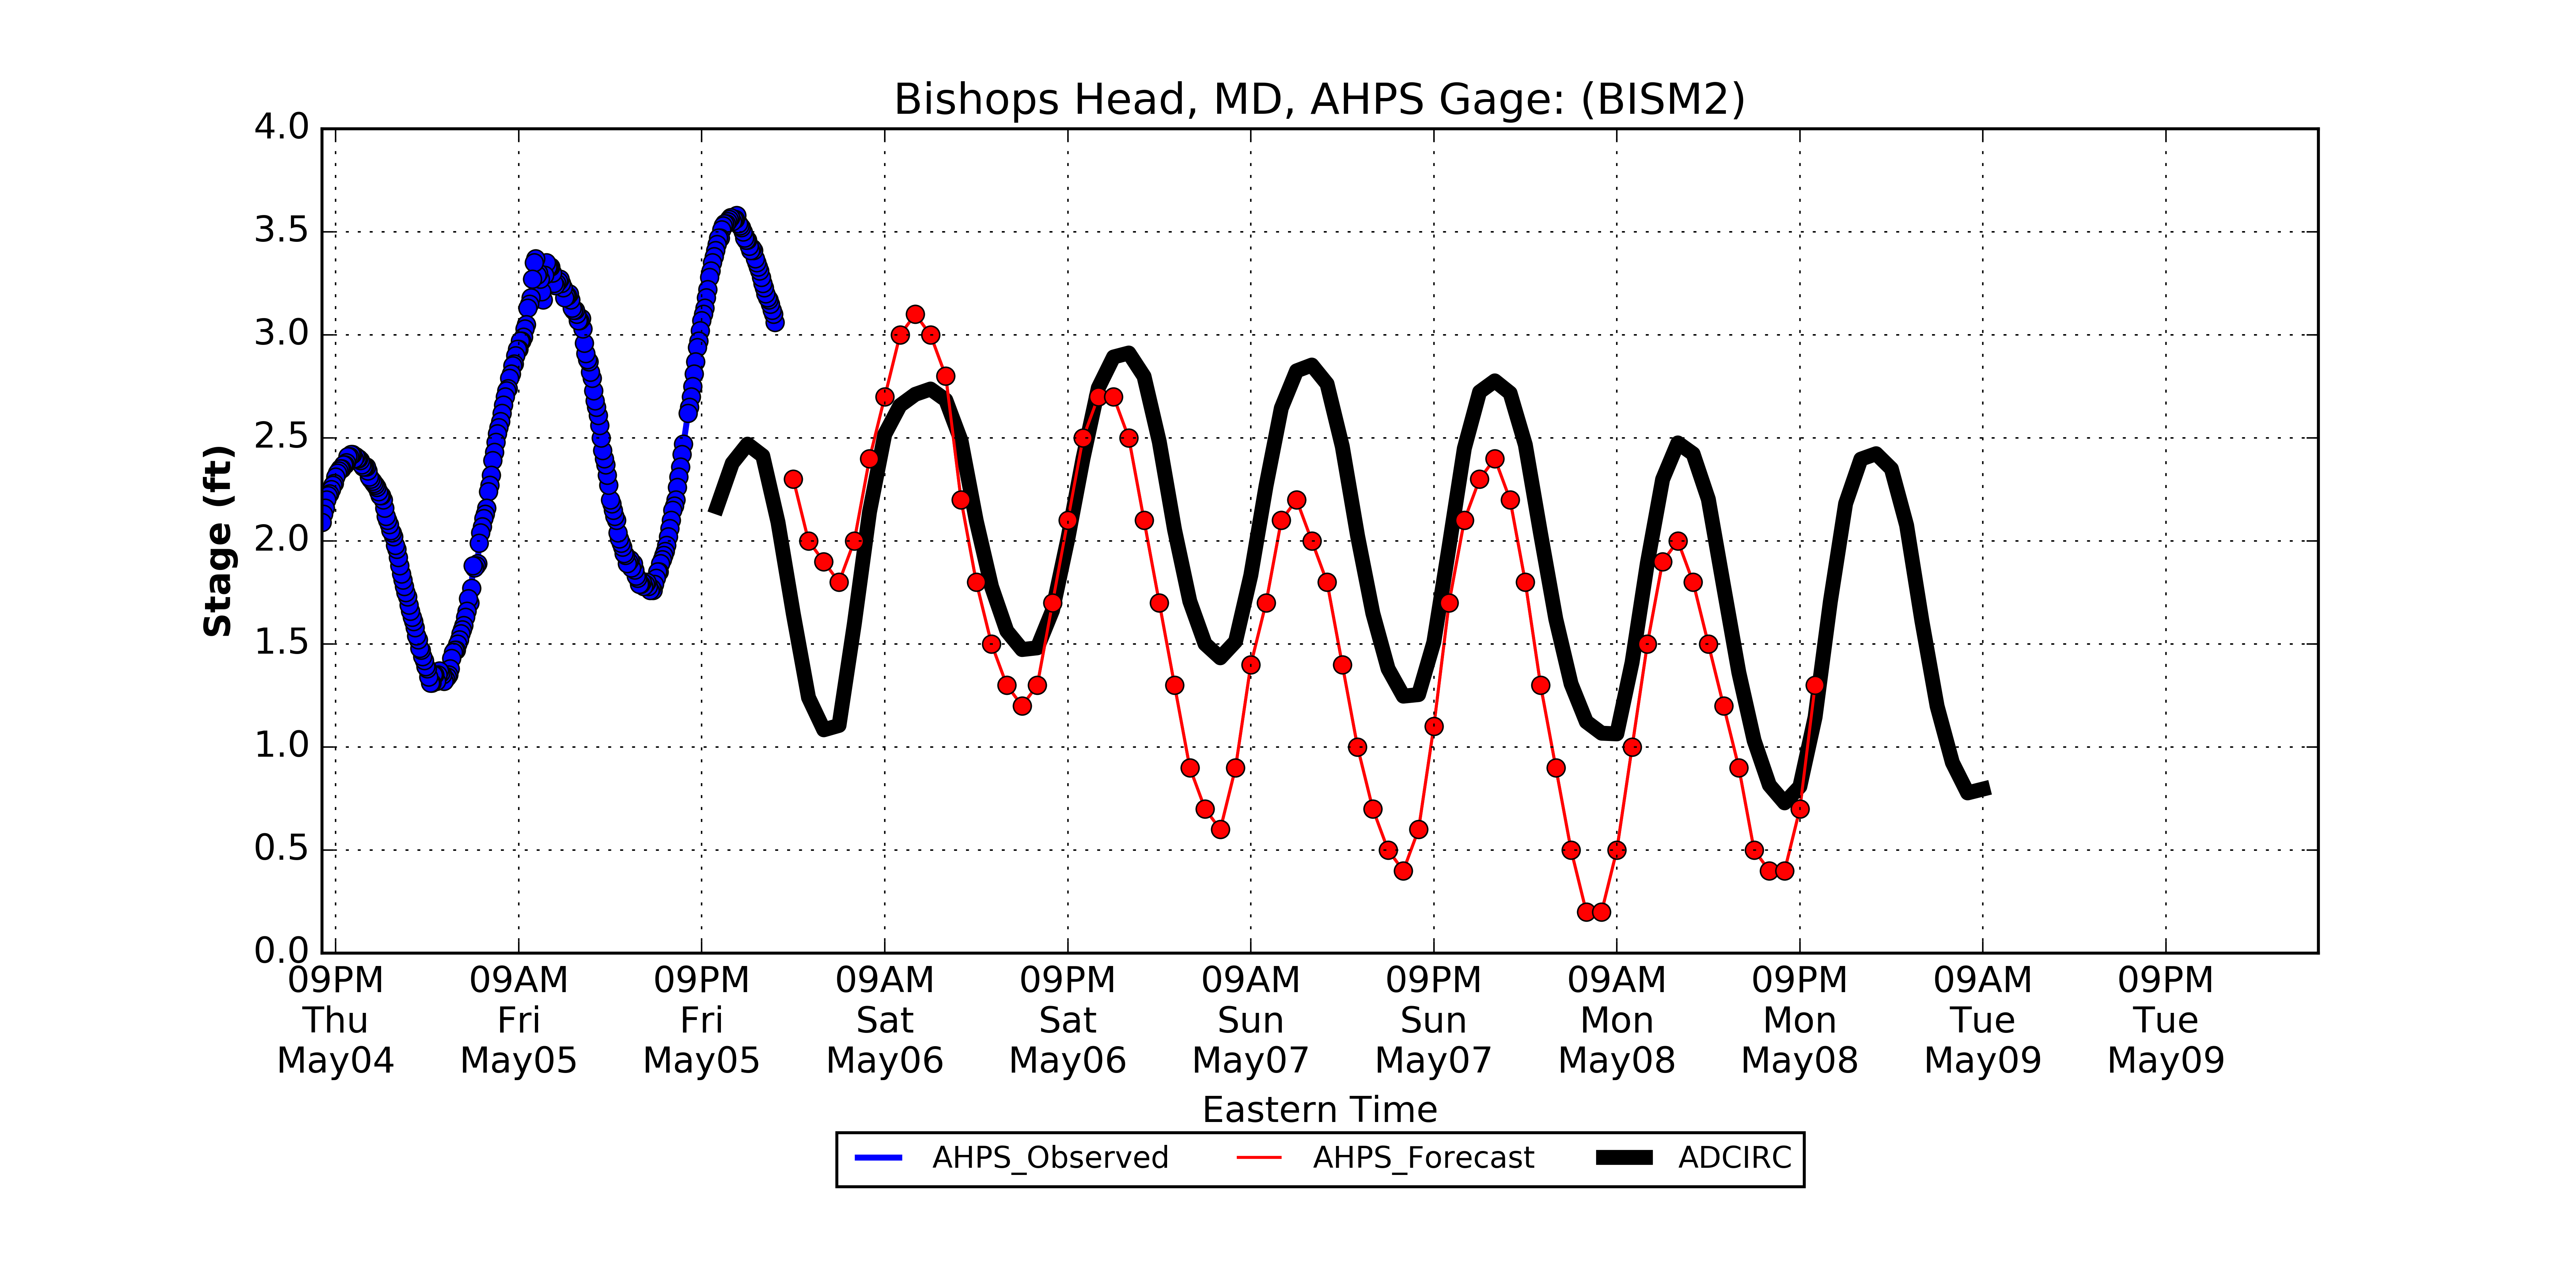 Bishops Head, MD, AHPS Gage: (BISM2)
4.0
3.5
3.0
2.5
2.0
1.5
1.0
0.5
0.0
Stage (ft)
09PM 09AM 09PM 09AM 09PM 09AM 09PM 09AM 09PM 09AM 09PM
Thu Fri Fri Sat Sat Sun Sun Mon Mon Tue Tue
May04 May05 May05 May06 May06 May07 May07 May08 May08 May09 May09
Eastern Time
AHPS_Observed AHPS_Forecast ADCIRC